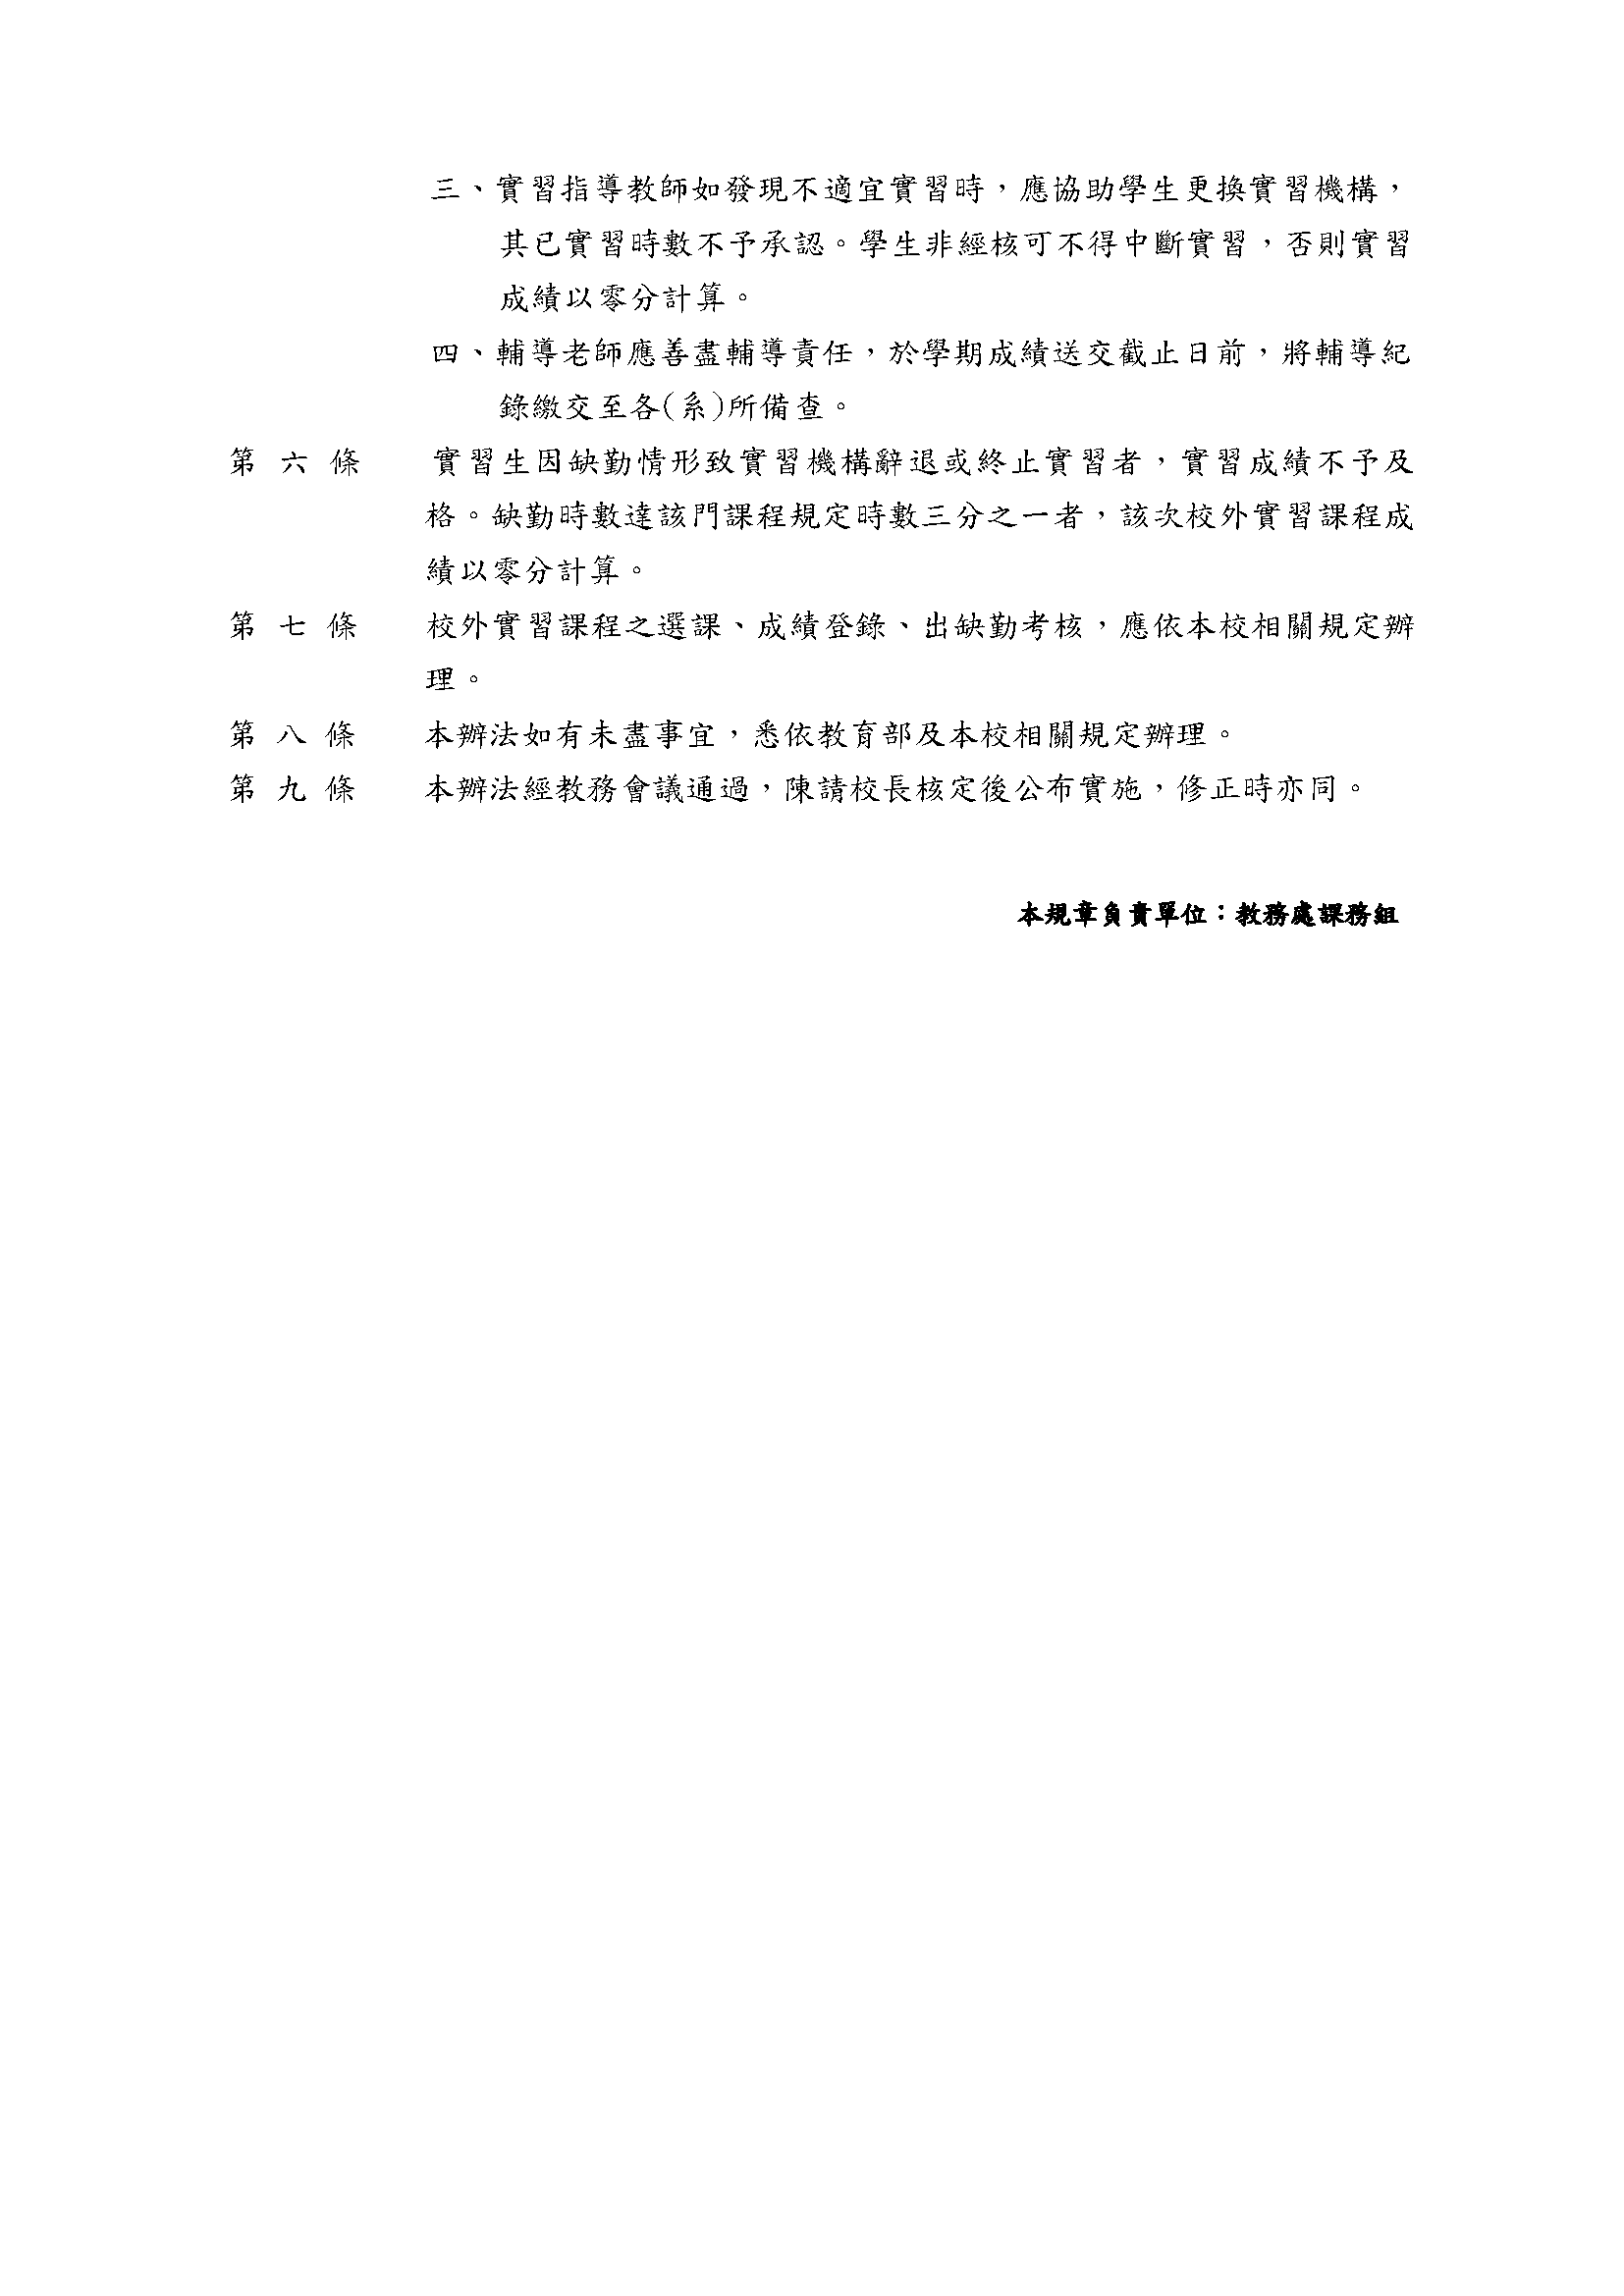 三、實習指導教師如發現不適宜實習時，應協助學生更換實習機構，
其已實習時數不予承認。學生非經核可不得中斷實習，否則實習
成績以零分計算。
四、輔導老師應善盡輔導責任，於學期成績送交截止日前，將輔導紀
錄繳交至各(系)所備查。
第 六 條 實習生因缺勤情形致實習機構辭退或終止實習者，實習成績不予及
格。缺勤時數達該門課程規定時數三分之一者，該次校外實習課程成
績以零分計算。
第 七 條 校外實習課程之選課、成績登錄、出缺勤考核，應依本校相關規定辦
理。
第 八 條 本辦法如有未盡事宜，悉依教育部及本校相關規定辦理。
第 九 條 本辦法經教務會議通過，陳請校長核定後公布實施，修正時亦同。
本規章負責單位：教務處課務組